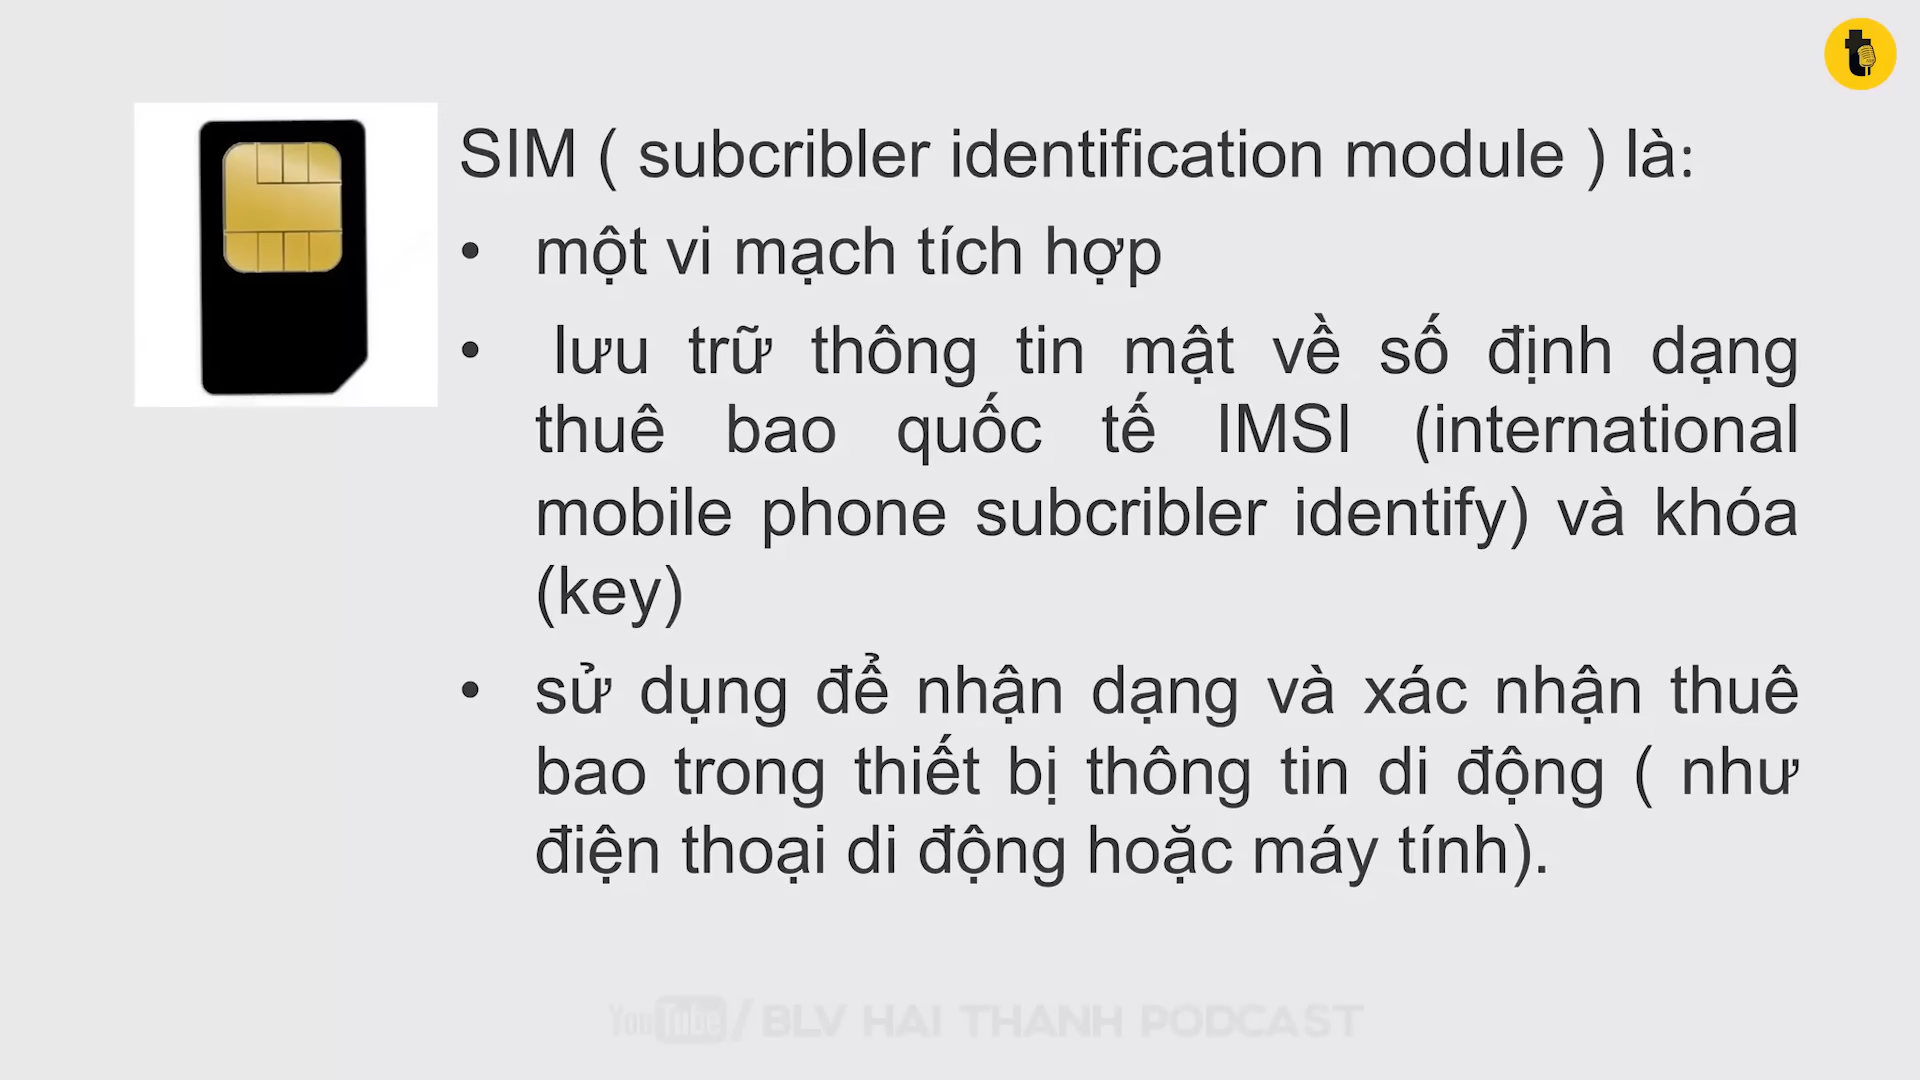 SIM ( subcribler identification module ) là:
• một vi mạch tích hợp
• lưu trữ thông tin mật về số định dạng
thuê bao quốc tế IMSI (international
mobile phone subcribler identify) và khóa
(key)
• sử dụng để nhận dạng và xác nhận thuê
bao trong thiết bị thông tin di động ( như
điện thoại di động hoặc máy tính).
YouTube / BLV HAI THANH PODCAST